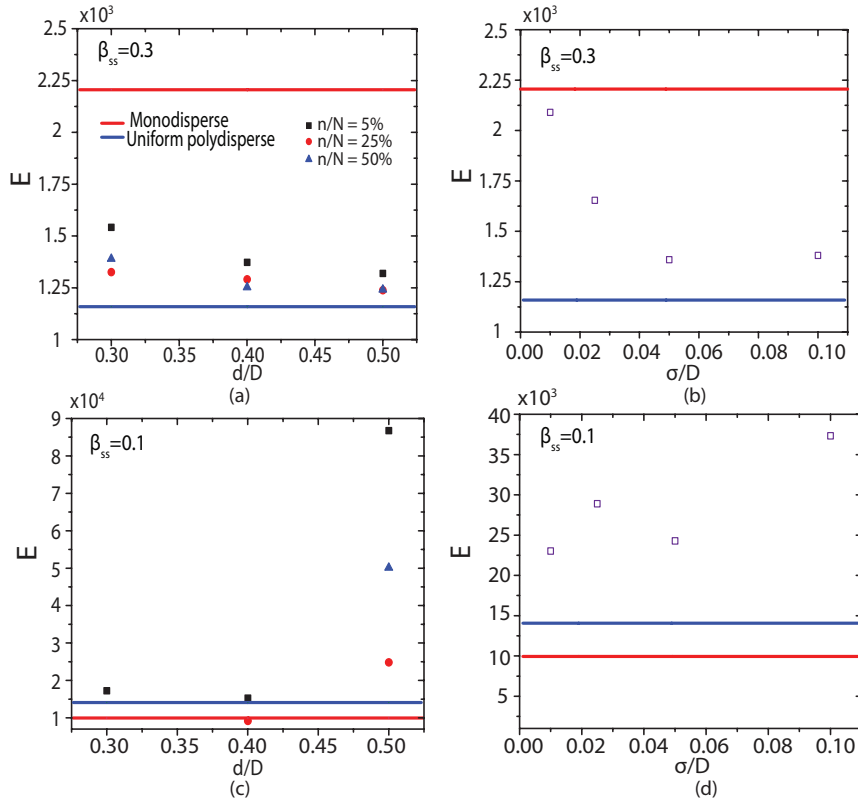 x10³
β_ss=0.3
2.5
2.25
2
1.75
1.5
1.25
1
E
Monodisperse
Uniform polydisperse
n/N = 5%
n/N = 25%
n/N = 50%
0.30 0.35 0.40 0.45 0.50
d/D
(a)
x10³
β_ss=0.3
2.5
2.25
2
1.75
1.5
1.25
1
E
0.00 0.02 0.04 0.06 0.08 0.10
σ/D
(b)
x10⁴
β_ss=0.1
9
8
7
6
5
4
3
2
1
E
0.30 0.35 0.40 0.45 0.50
d/D
(c)
x10³
β_ss=0.1
40
35
30
25
20
15
10
5
E
0.00 0.02 0.04 0.06 0.08 0.10
σ/D
(d)